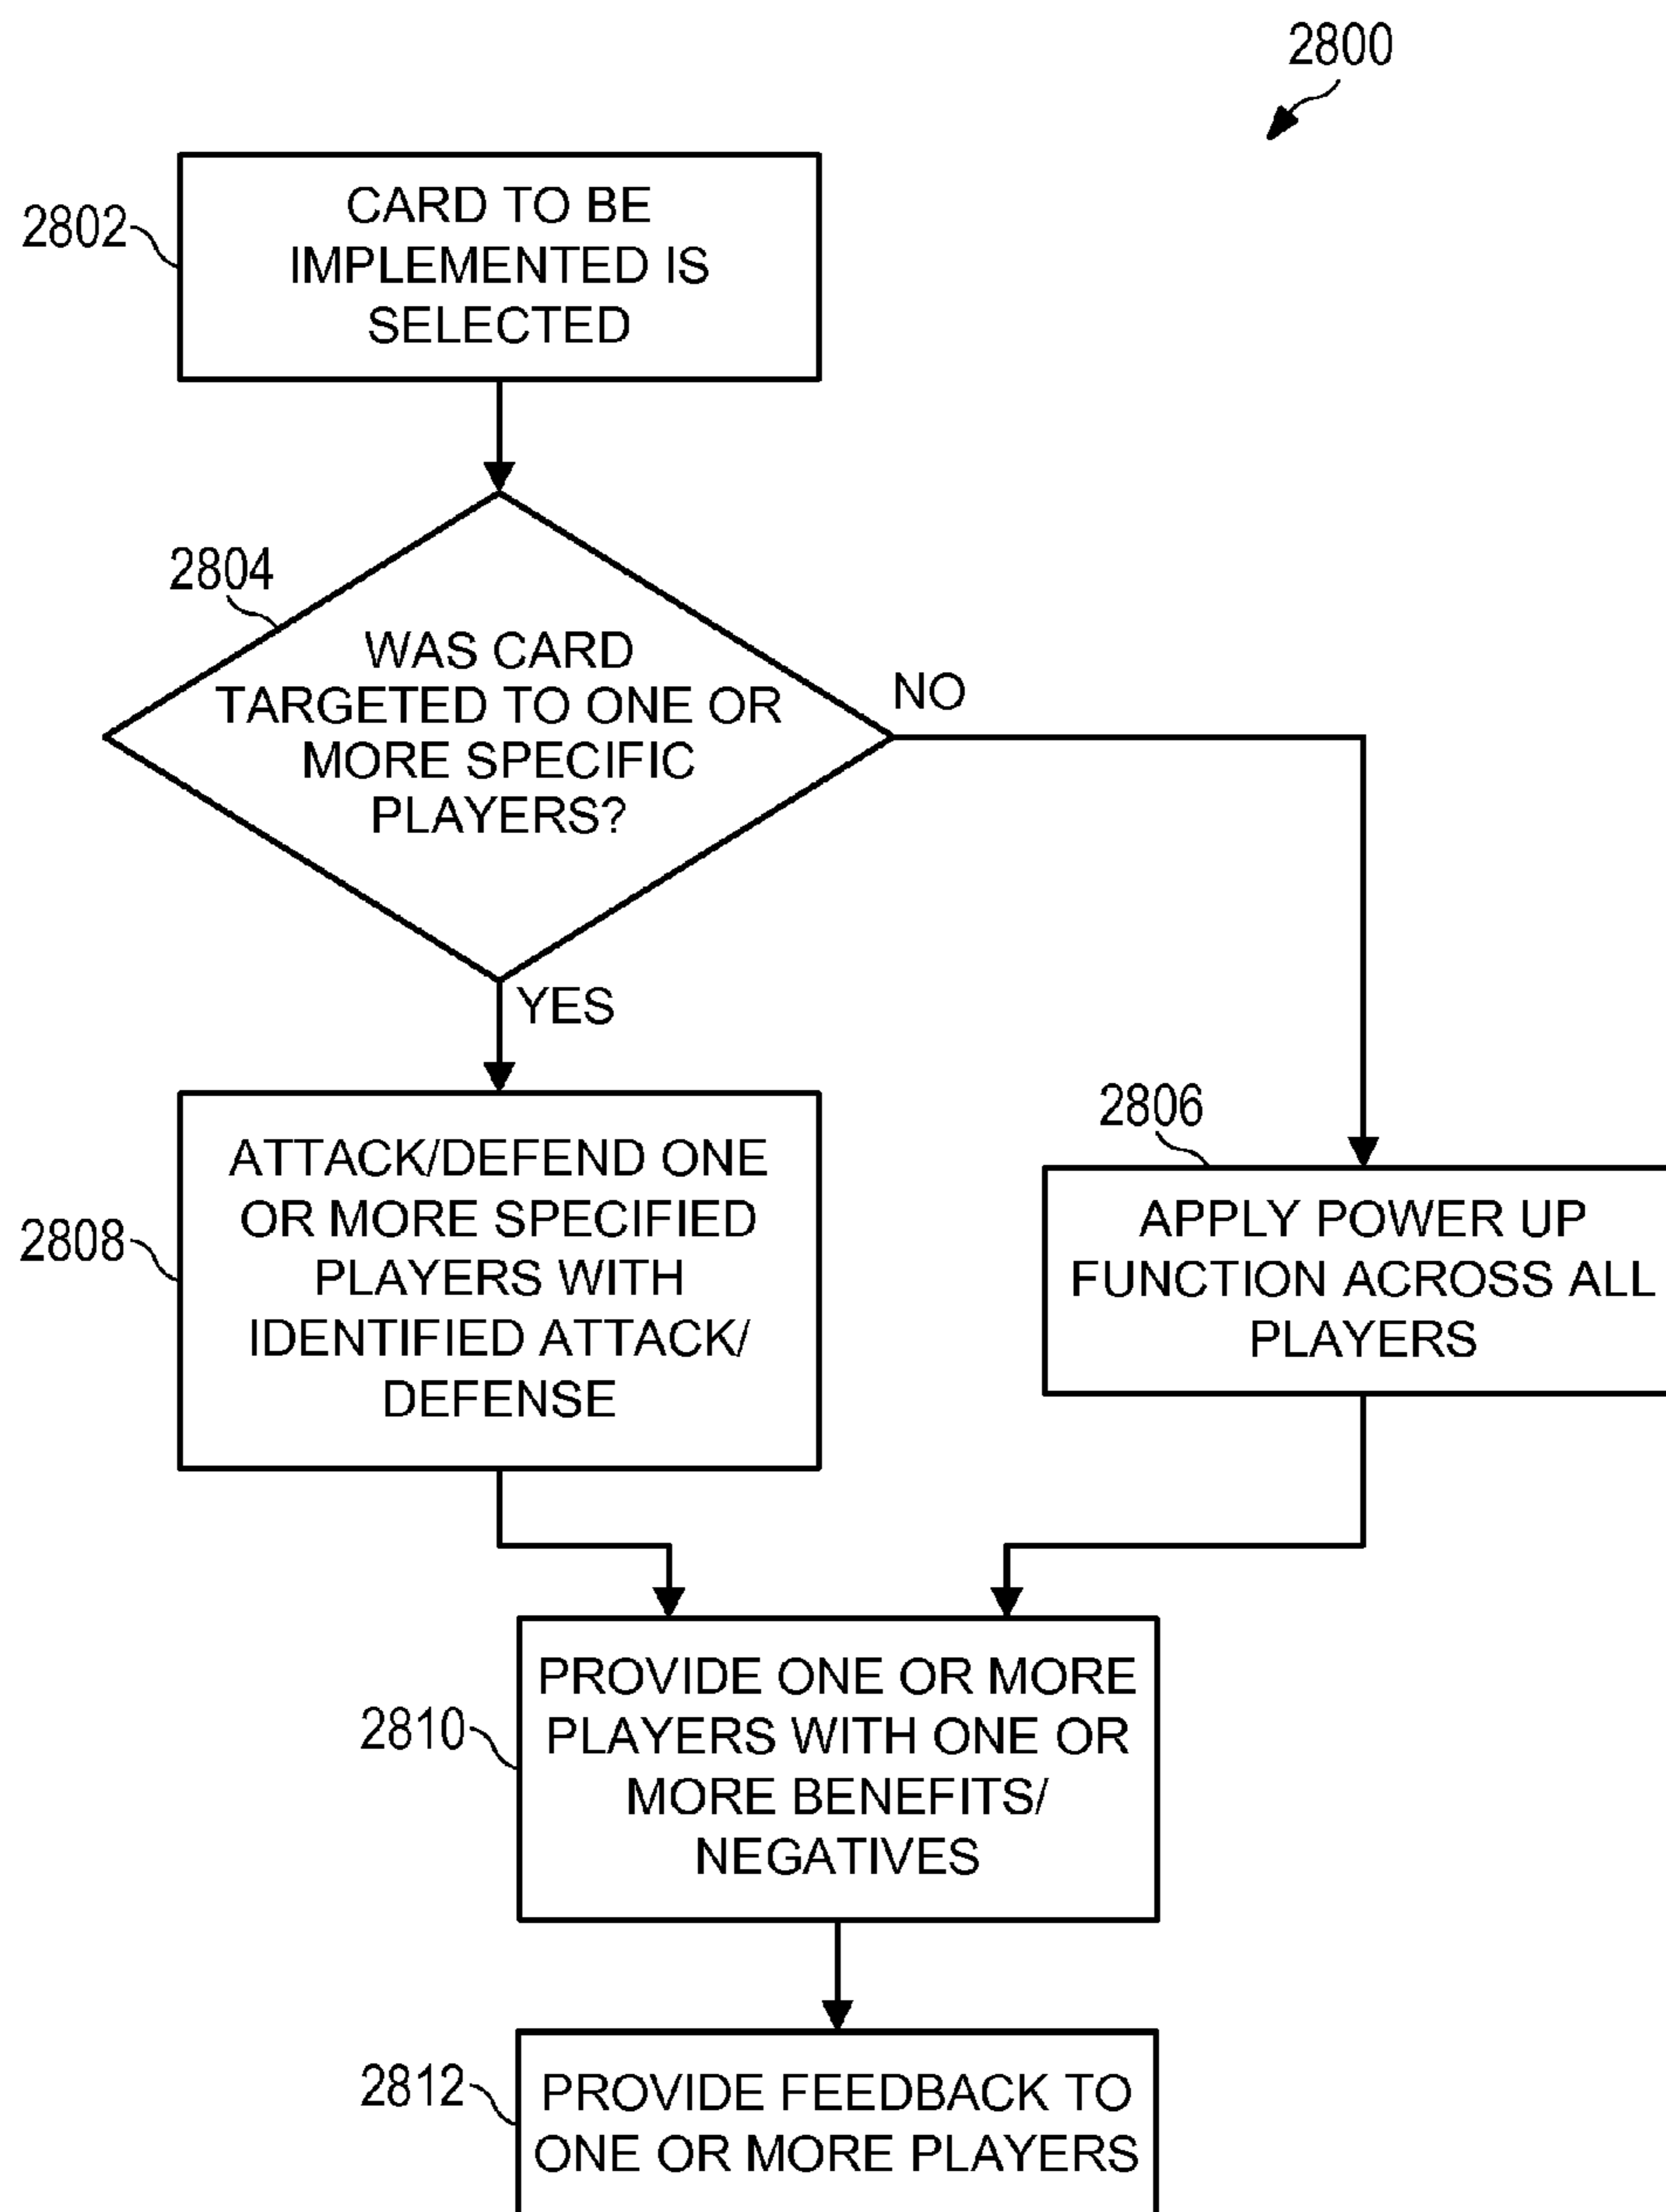 2800
2802
CARD TO BE
IMPLEMENTED IS
SELECTED
2804
WAS CARD
TARGETED TO ONE OR
MORE SPECIFIC
PLAYERS?
NO
YES
2808
ATTACK/DEFEND ONE
OR MORE SPECIFIED
PLAYERS WITH
IDENTIFIED ATTACK/
DEFENSE
2806
APPLY POWER UP
FUNCTION ACROSS ALL
PLAYERS
2810
PROVIDE ONE OR MORE
PLAYERS WITH ONE OR
MORE BENEFITS/
NEGATIVES
2812
PROVIDE FEEDBACK TO
ONE OR MORE PLAYERS